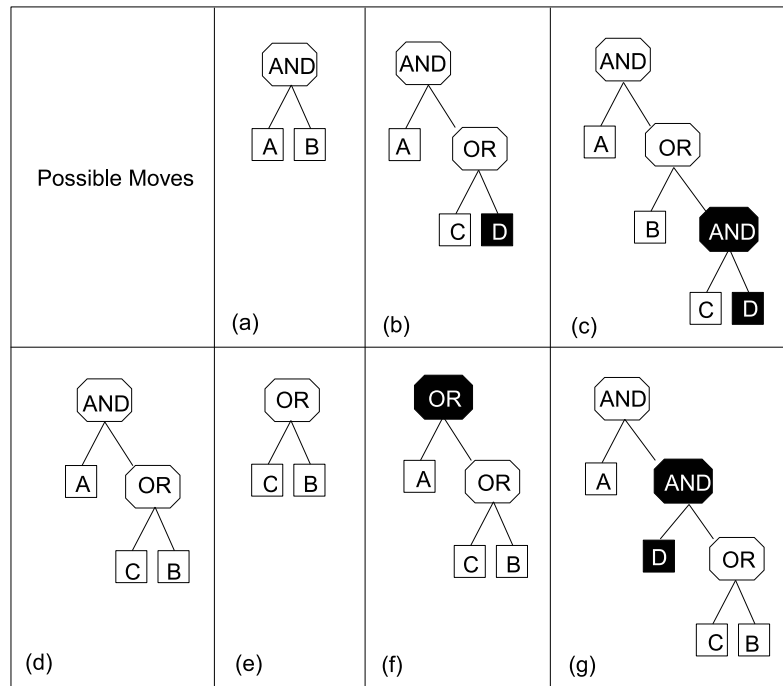 Possible Moves
AND
A B
(a)
AND
A OR
C D
(b)
AND
A OR
B AND
C D
(c)
AND
A OR
C B
(d)
OR
C B
(e)
OR
A OR
C B
(f)
AND
A AND
D OR
C B
(g)